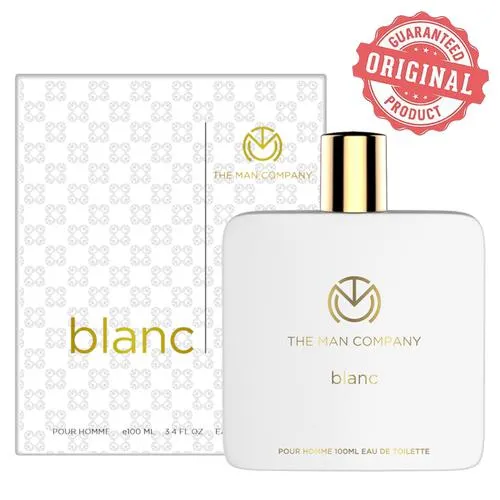 GUARANTEED
ORIGINAL
PRODUCT
THE MAN COMPANY
blanc
POUR HOMME e100 ML 3.4 FL OZ
THE MAN COMPANY
blanc
POUR HOMME 100ML EAU DE TOILETTE